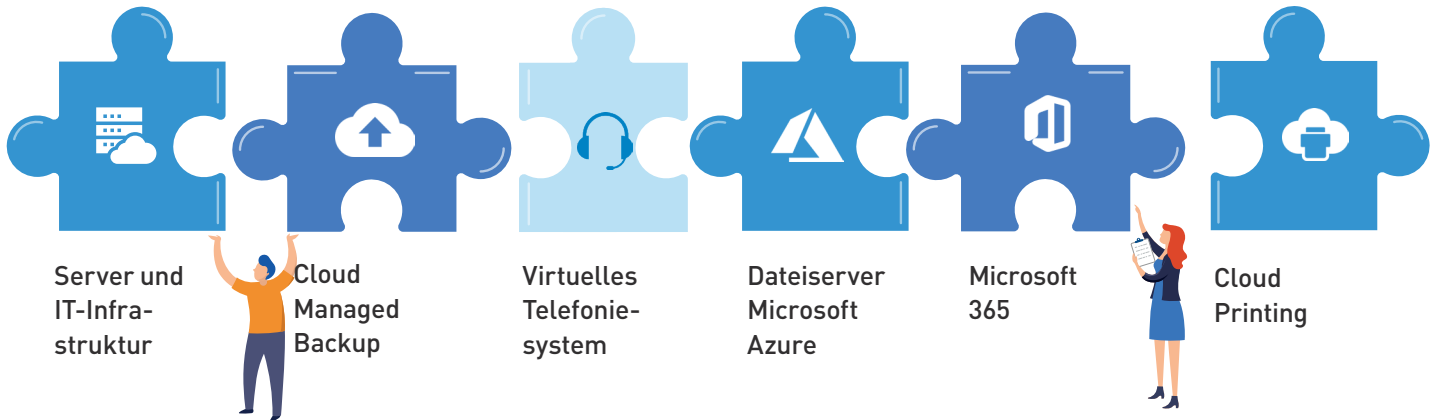 Server und
IT-Infra-
struktur
Cloud
Managed
Backup
Virtuelles
Telefonie-
system
Dateiserver
Microsoft
Azure
Microsoft
365
Cloud
Printing